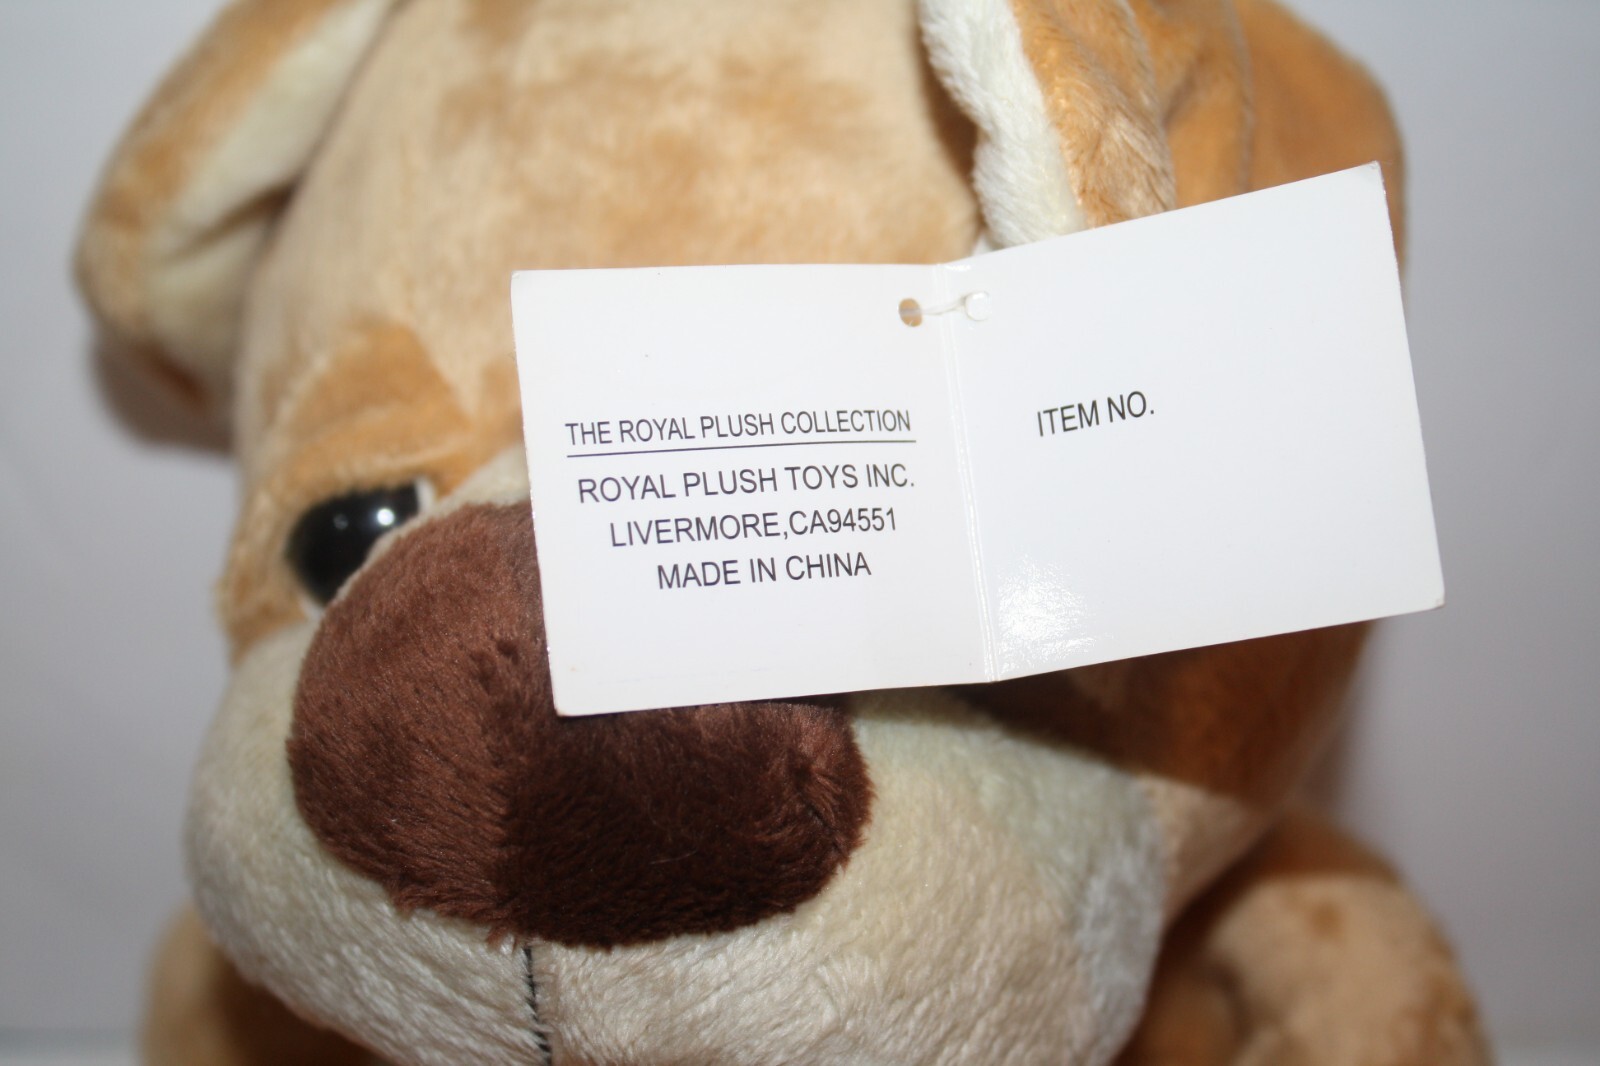 THE ROYAL PLUSH COLLECTION
ROYAL PLUSH TOYS INC.
LIVERMORE,CA94551
MADE IN CHINA
ITEM NO.